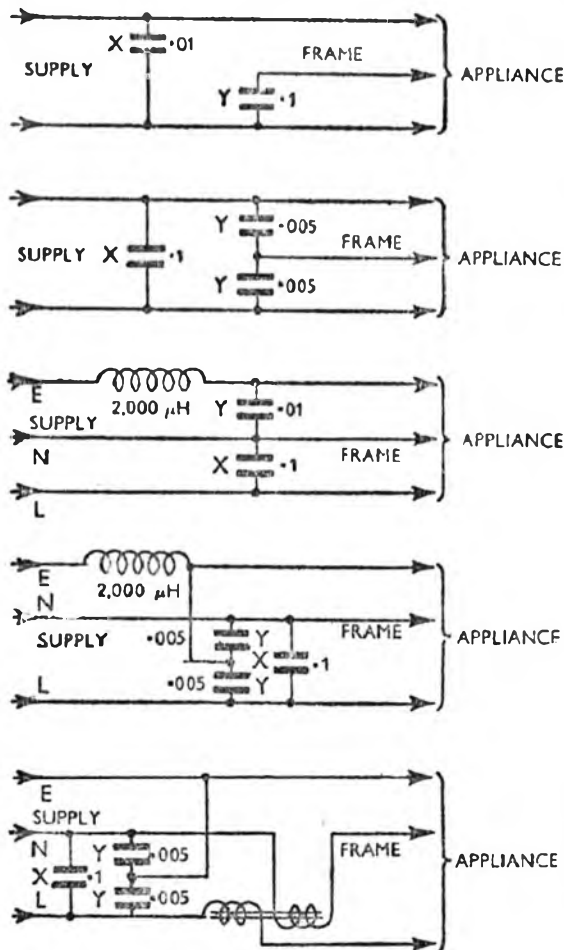 X ·01
FRAME
SUPPLY
APPLIANCE
Y ·1
Y ·005
SUPPLY X ·1
FRAME
APPLIANCE
Y ·005
E
2,000 μH
Y ·01
SUPPLY
APPLIANCE
N
X ·1
FRAME
L
E
2,000 μH
N
·005 Y
FRAME
SUPPLY
X ·1
APPLIANCE
L
·005 Y
E
SUPPLY
N Y ·005
FRAME
APPLIANCE
X ·1
L Y ·005